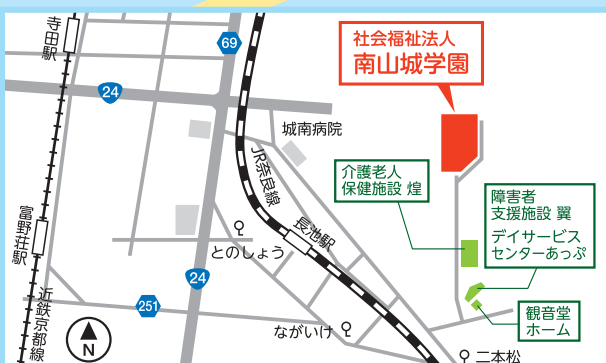 寺田駅
69
社会福祉法人
南山城学園
24
城南病院
JR奈良線
介護老人
保健施設 煌
障害者
支援施設 翼
デイサービス
センターあっぷ
長池駅
とのしょう
富野荘駅
24
251
観音堂
ホーム
近鉄京都線
N
ながいけ
二本松